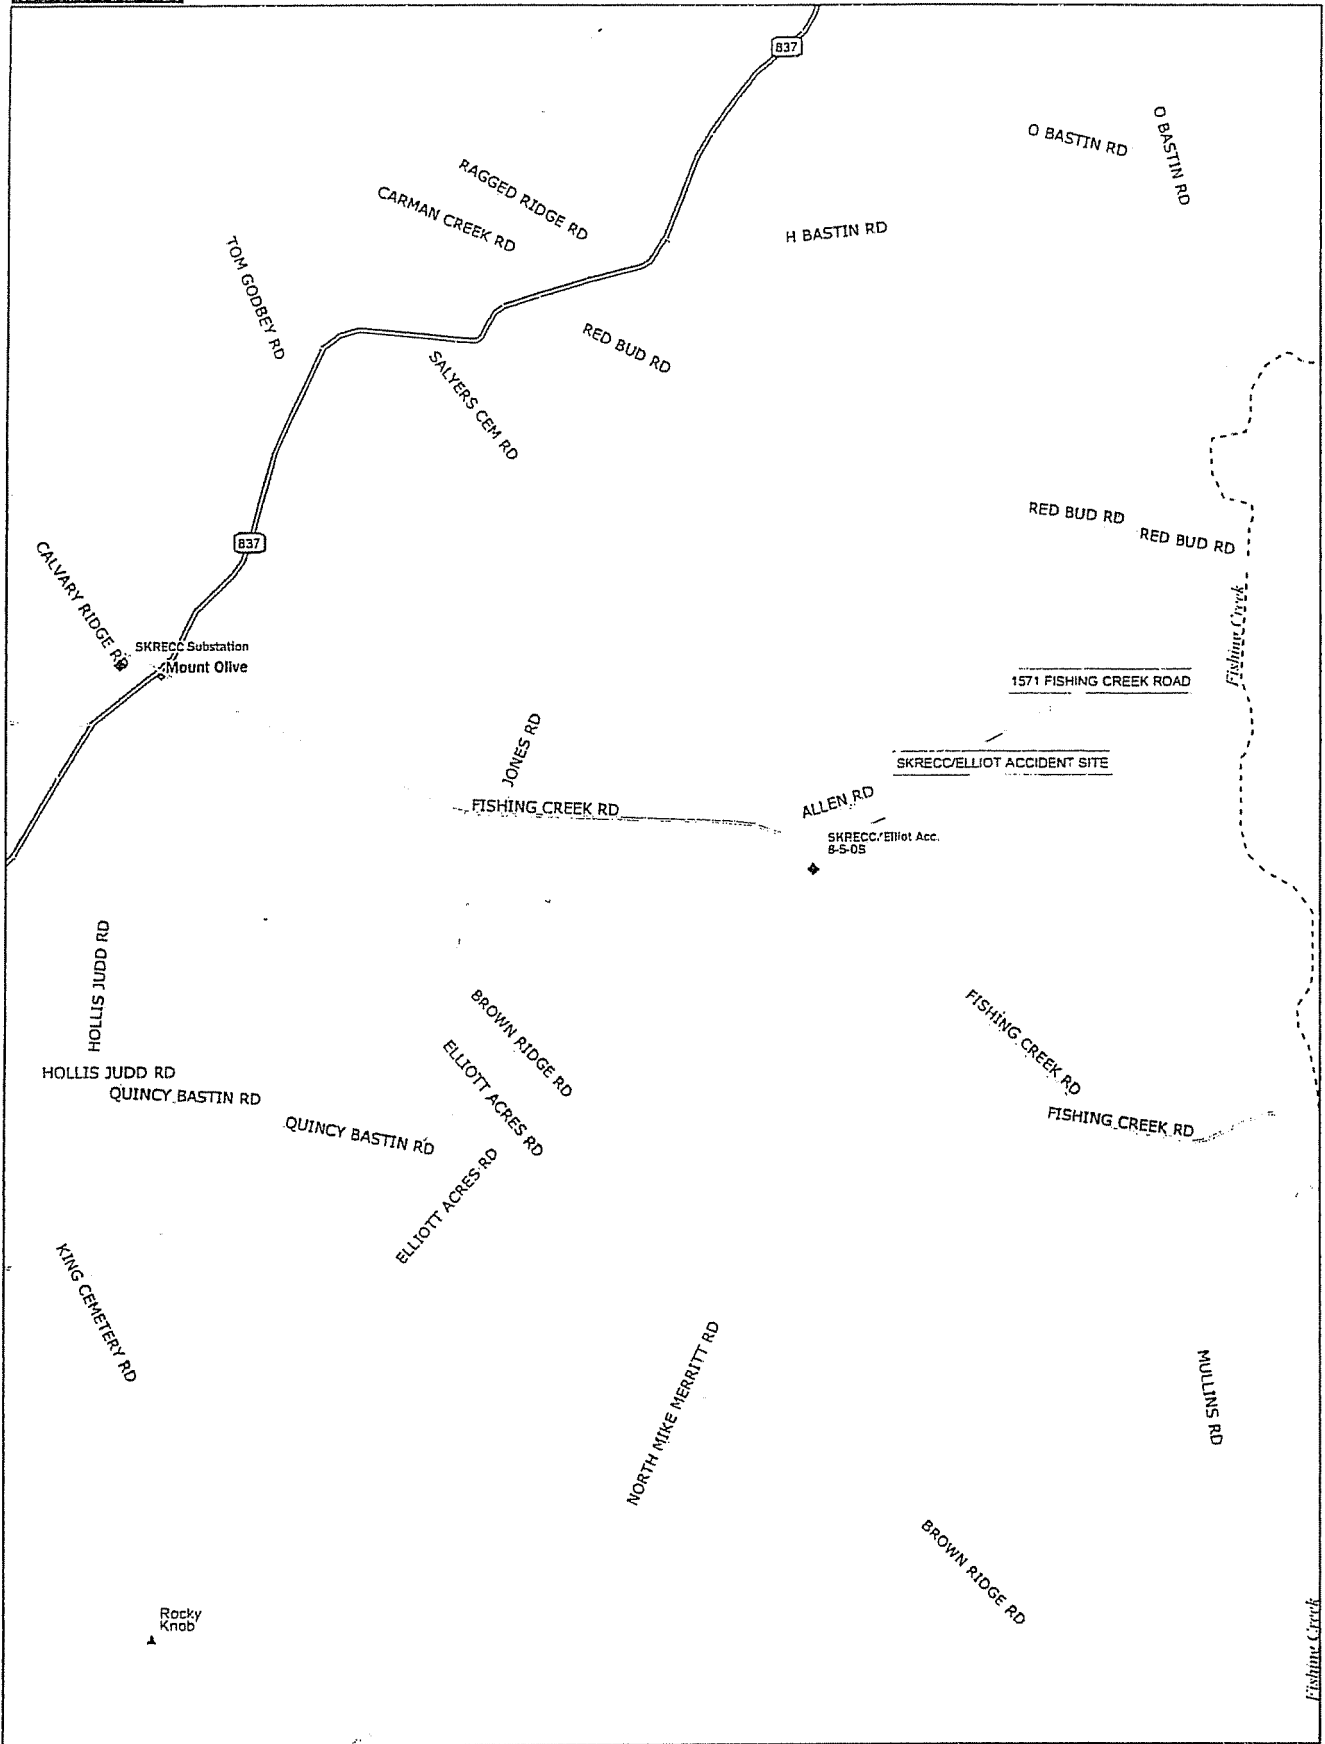 837
O BASTIN RD
O BASTIN RD
RAGGED RIDGE RD
CARMAN CREEK RD
H BASTIN RD
TOM GODBEY RD
RED BUD RD
SALYERS CEM RD
RED BUD RD
RED BUD RD
837
CALVARY RIDGE RD
Fishing Creek
SKRECC Substation
Mount Olive
1571 FISHING CREEK ROAD
JONES RD
SKRECC/ELLIOT ACCIDENT SITE
FISHING CREEK RD
ALLEN RD
SKRECC/Elliot Acc.
8-5-05
HOLLIS JUDD RD
BROWN RIDGE RD
FISHING CREEK RD
ELLIOTT ACRES RD
HOLLIS JUDD RD
QUINCY BASTIN RD
FISHING CREEK RD
QUINCY BASTIN RD
ELLIOTT ACRES RD
KING CEMETERY RD
NORTH MIKE MERRITT RD
MULLINS RD
BROWN RIDGE RD
Rocky
Knob
Fishing Creek